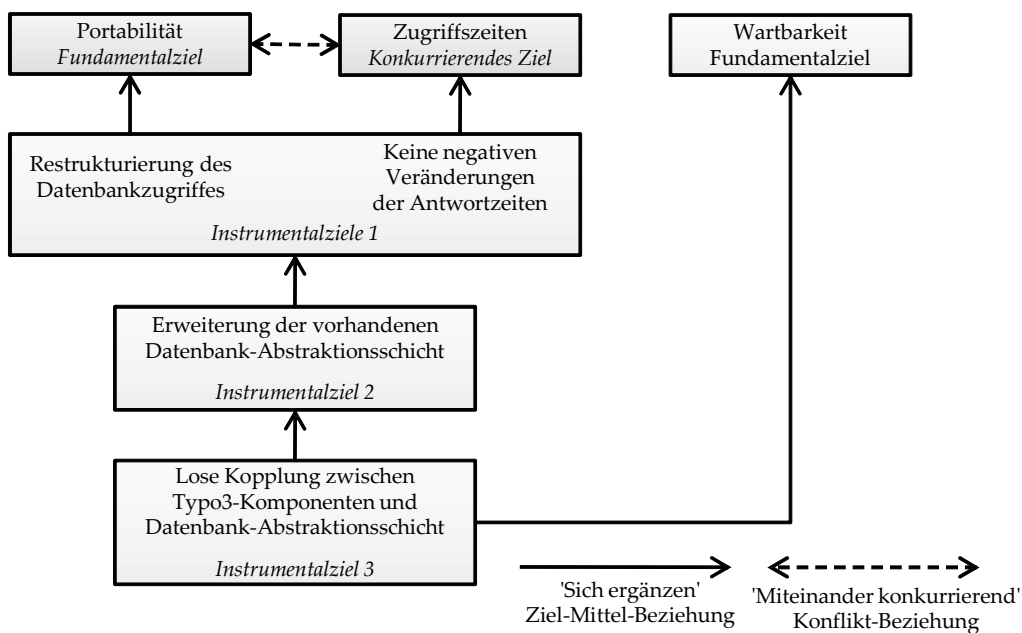 Portabilität
Fundamentalziel
Zugriffszeiten
Konkurrierendes Ziel
Wartbarkeit
Fundamentalziel
Restrukturierung des
Datenbankzugriffes
Keine negativen
Veränderungen
der Antwortzeiten
Instrumentalziele 1
Erweiterung der vorhandenen
Datenbank-Abstraktionsschicht
Instrumentalziel 2
Lose Kopplung zwischen
Typo3-Komponenten und
Datenbank-Abstraktionsschicht
Instrumentalziel 3
'Sich ergänzen'
Ziel-Mittel-Beziehung
'Miteinander konkurrierend'
Konflikt-Beziehung